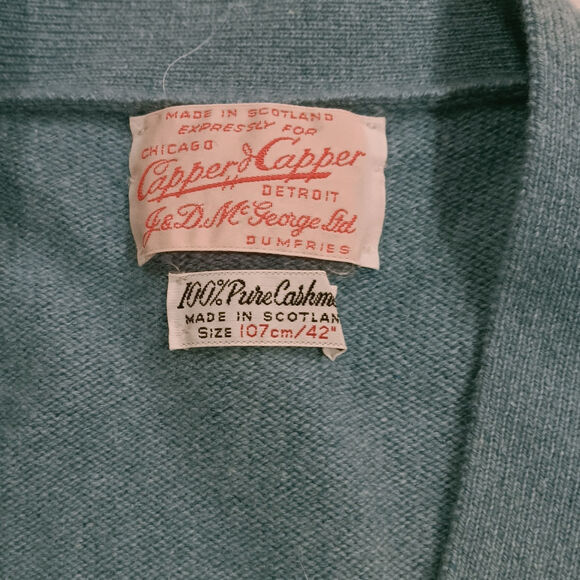 MADE IN SCOTLAND
EXPRESSLY FOR
CHICAGO
Capper & Capper
DETROIT
J & D. McGeorge Ltd
DUMFRIES
100% Pure Cashm
MADE IN SCOTLAN
SIZE 107cm/42"